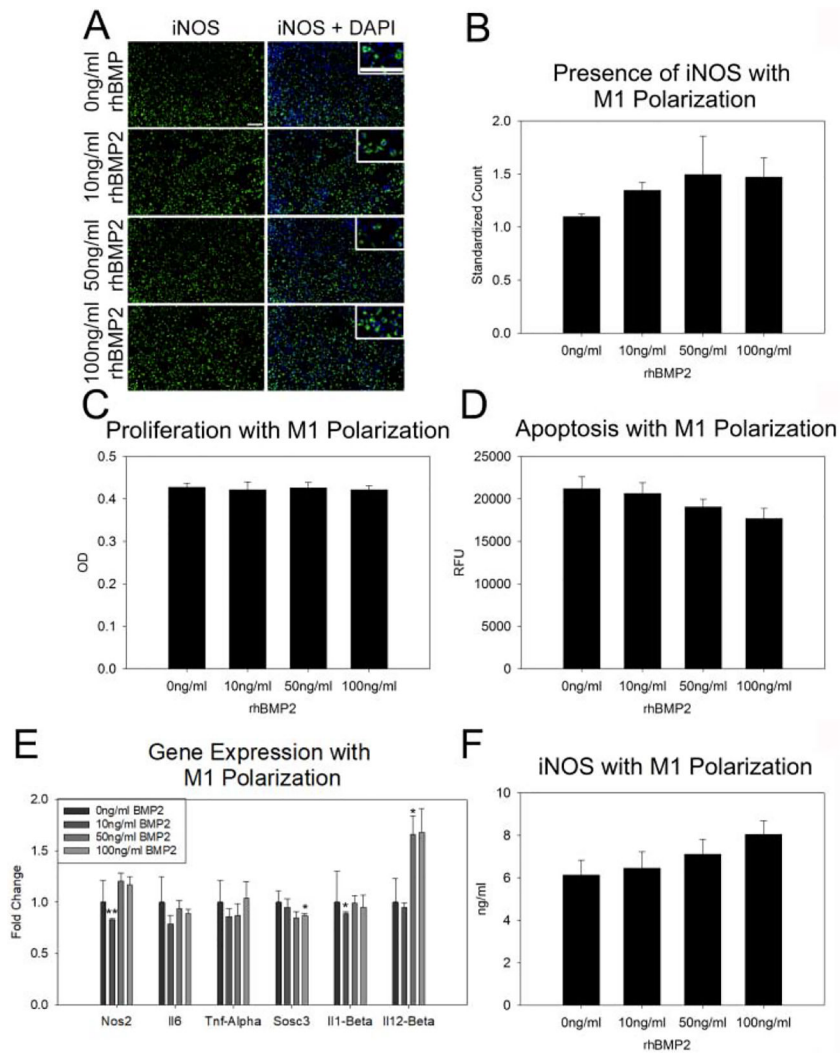 A
iNOS
iNOS + DAPI
0ng/ml
rhBMP
10ng/ml
rhBMP2
50ng/ml
rhBMP2
100ng/ml
rhBMP2
B
Presence of iNOS with
M1 Polarization
Standardized Count
2.0
1.5
1.0
0.5
0.0
0ng/ml 10ng/ml 50ng/ml 100ng/ml
rhBMP2
C
Proliferation with M1 Polarization
OD
0.5
0.4
0.3
0.2
0.1
0.0
0ng/ml 10ng/ml 50ng/ml 100ng/ml
rhBMP2
D
Apoptosis with M1 Polarization
RFU
25000
20000
15000
10000
5000
0
0ng/ml 10ng/ml 50ng/ml 100ng/ml
rhBMP2
E
Gene Expression with
M1 Polarization
Fold Change
2.0
1.5
1.0
0.5
0.0
0ng/ml BMP2
10ng/ml BMP2
50ng/ml BMP2
100ng/ml BMP2
**
*
*
*
Nos2 Il6 Tnf-Alpha Sosc3 Il1-Beta Il12-Beta
F
iNOS with M1 Polarization
ng/ml
10
8
6
4
2
0
0ng/ml 10ng/ml 50ng/ml 100ng/ml
rhBMP2